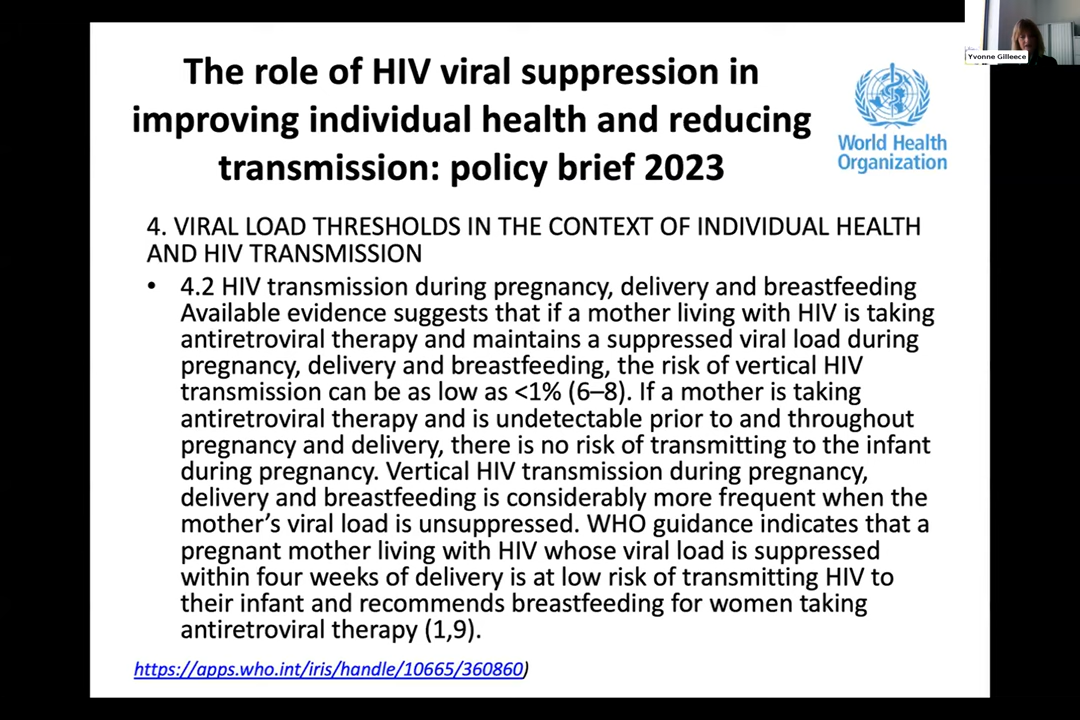 Yvonne Gilleece
The role of HIV viral suppression in
improving individual health and reducing
transmission: policy brief 2023
World Health
Organization
4. VIRAL LOAD THRESHOLDS IN THE CONTEXT OF INDIVIDUAL HEALTH
AND HIV TRANSMISSION
• 4.2 HIV transmission during pregnancy, delivery and breastfeeding
Available evidence suggests that if a mother living with HIV is taking
antiretroviral therapy and maintains a suppressed viral load during
pregnancy, delivery and breastfeeding, the risk of vertical HIV
transmission can be as low as <1% (6–8). If a mother is taking
antiretroviral therapy and is undetectable prior to and throughout
pregnancy and delivery, there is no risk of transmitting to the infant
during pregnancy. Vertical HIV transmission during pregnancy,
delivery and breastfeeding is considerably more frequent when the
mother’s viral load is unsuppressed. WHO guidance indicates that a
pregnant mother living with HIV whose viral load is suppressed
within four weeks of delivery is at low risk of transmitting HIV to
their infant and recommends breastfeeding for women taking
antiretroviral therapy (1,9).
https://apps.who.int/iris/handle/10665/360860)